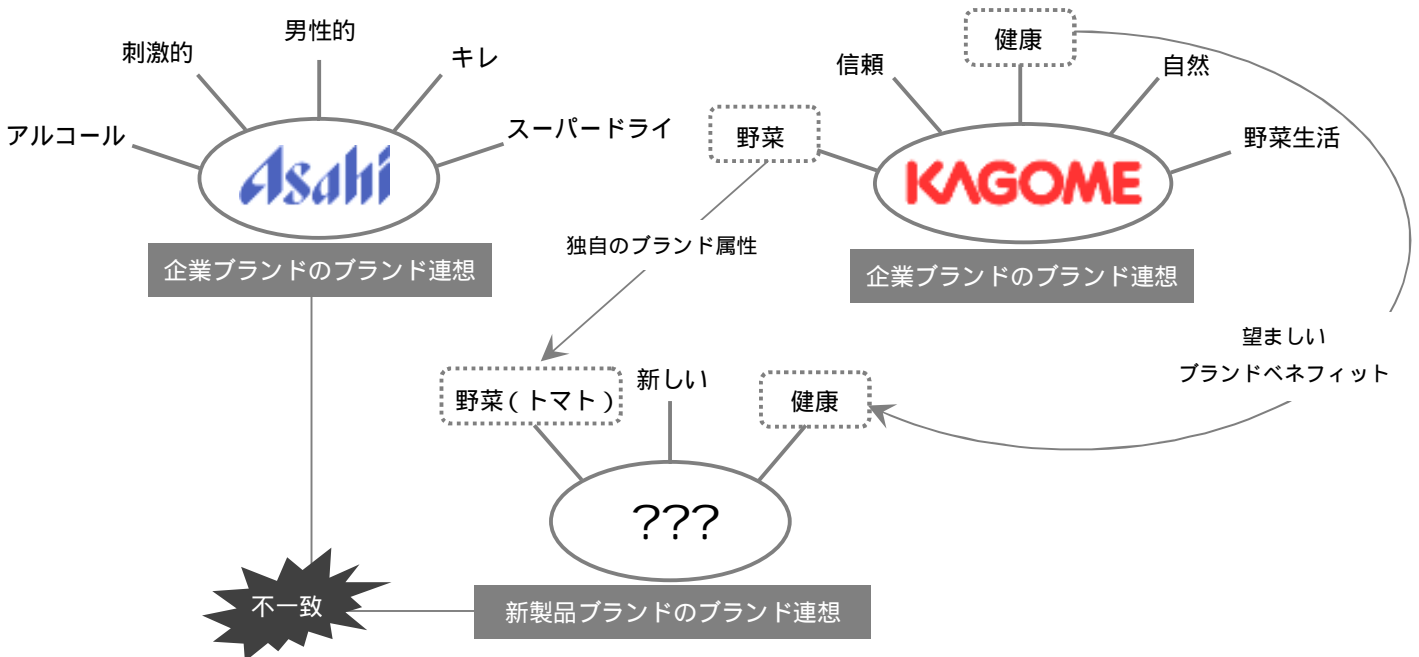 男性的
刺激的
キレ
アルコール
スーパードライ
Asahi
企業ブランドのブランド連想
健康
信頼
自然
野菜
野菜生活
KAGOME
独自のブランド属性
企業ブランドのブランド連想
望ましい
ブランドベネフィット
野菜(トマト)
新しい
健康
???
不一致
新製品ブランドのブランド連想